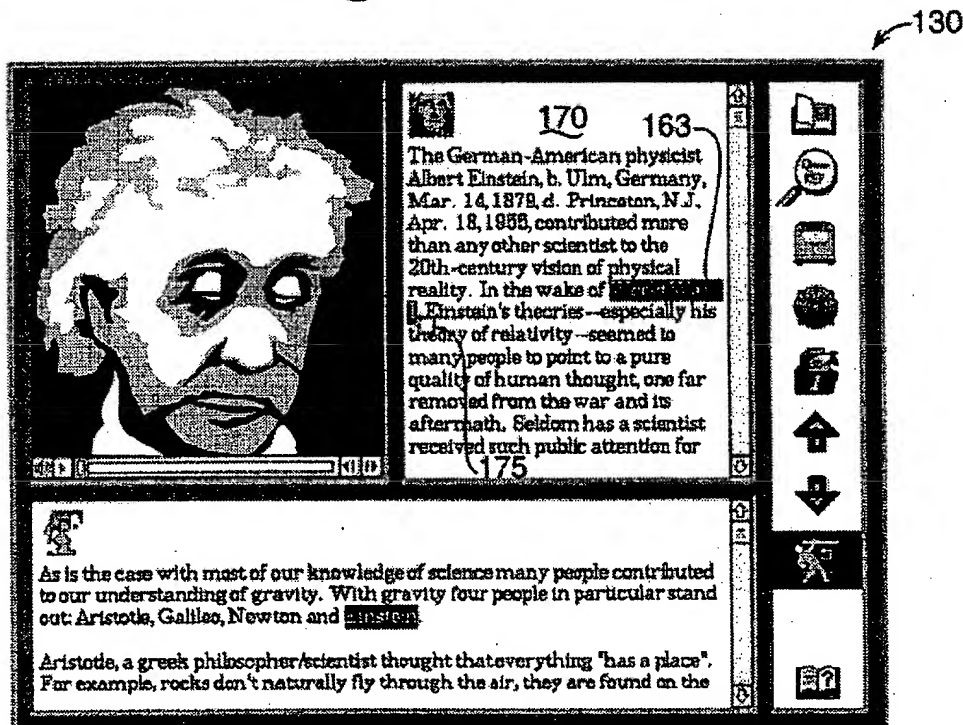 130
170
163
The German-American physicist
Albert Einstein, b. Ulm, Germany,
Mar. 14, 1879, d. Princeton, N.J.,
Apr. 18, 1955, contributed more
than any other scientist to the
20th-century vision of physical
reality. In the wake of
Einstein's theories--especially his
theory of relativity--seemed to
many people to point to a pure
quality of human thought, one far
removed from the war and its
aftermath. Seldom has a scientist
received such public attention for
175
As is the case with most of our knowledge of science many people contributed
to our understanding of gravity. With gravity four people in particular stand
out: Aristotle, Galileo, Newton and Einstein.
Aristotle, a greek philosopher/scientist thought that everything "has a place".
For example, rocks don't naturally fly through the air, they are found on the